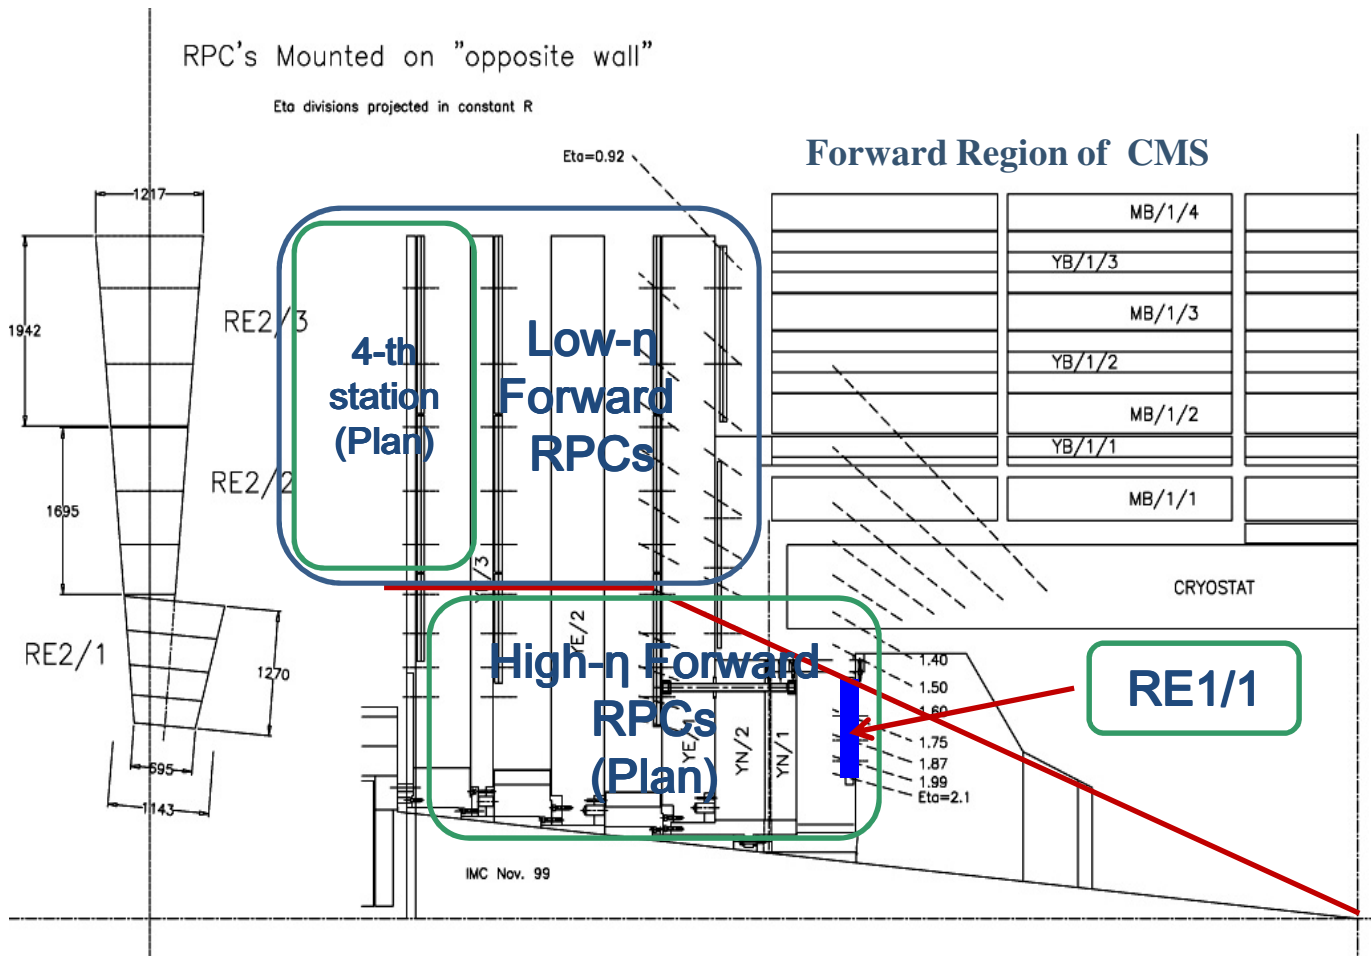 RPC's Mounted on "opposite wall"
Eta divisions projected in constant R
Eta=0.92
Forward Region of CMS
1217
MB/1/4
YB/1/3
RE2/3
1942
MB/1/3
4-th
station
(Plan)
Low-η
Forward
RPCs
YB/1/2
MB/1/2
YB/1/1
RE2/2
1695
MB/1/1
CRYOSTAT
YE/2
RE2/1
1270
High-η Forward
RPCs
(Plan)
YE/1
YN/2
YN/1
1.40
1.50
1.60
1.75
1.87
1.99
Eta=2.1
RE1/1
595
1143
IMC Nov. 99